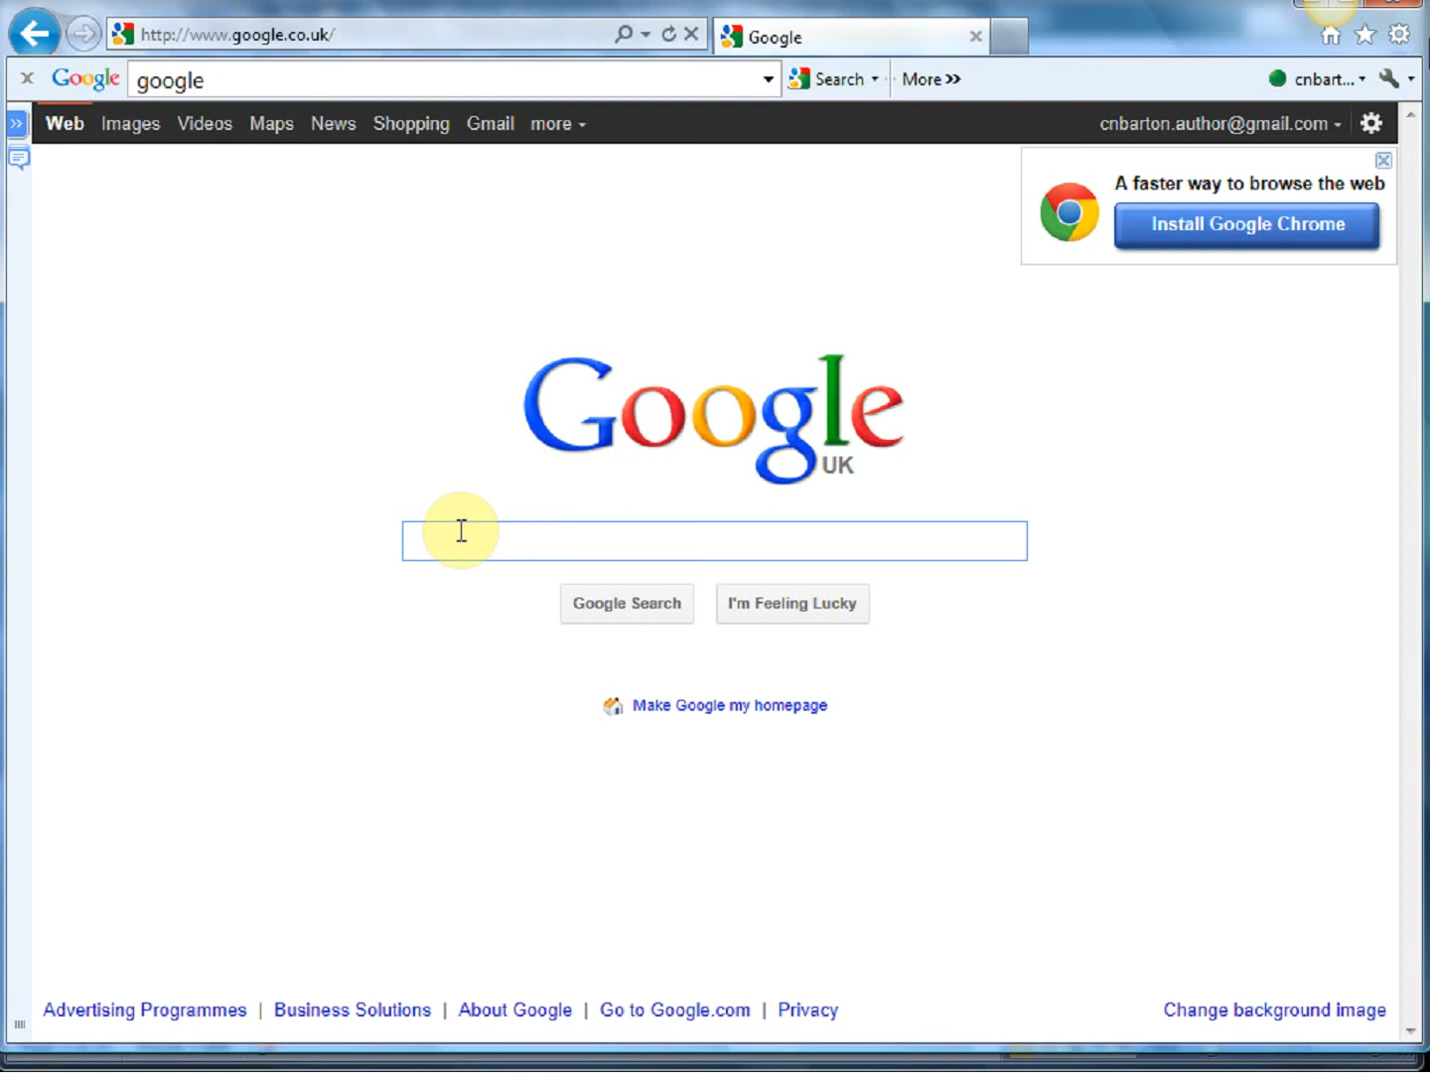 http://www.google.co.uk/
Google
Google google Search More >> cnbart...
Web Images Videos Maps News Shopping Gmail more cnbarton.author@gmail.com
A faster way to browse the web
Install Google Chrome
Google
UK
Google Search I'm Feeling Lucky
Make Google my homepage
Advertising Programmes | Business Solutions | About Google | Go to Google.com | Privacy Change background image